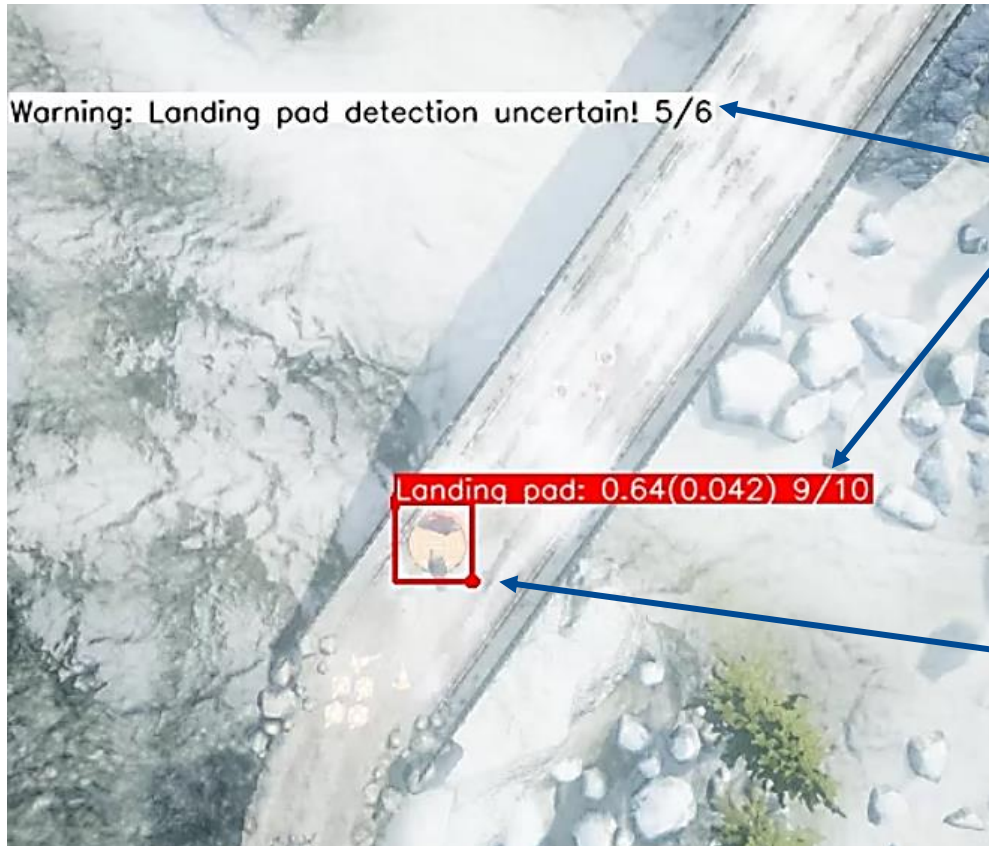 Warning: Landing pad detection uncertain! 5/6
Landing pad: 0.64(0.042) 9/10